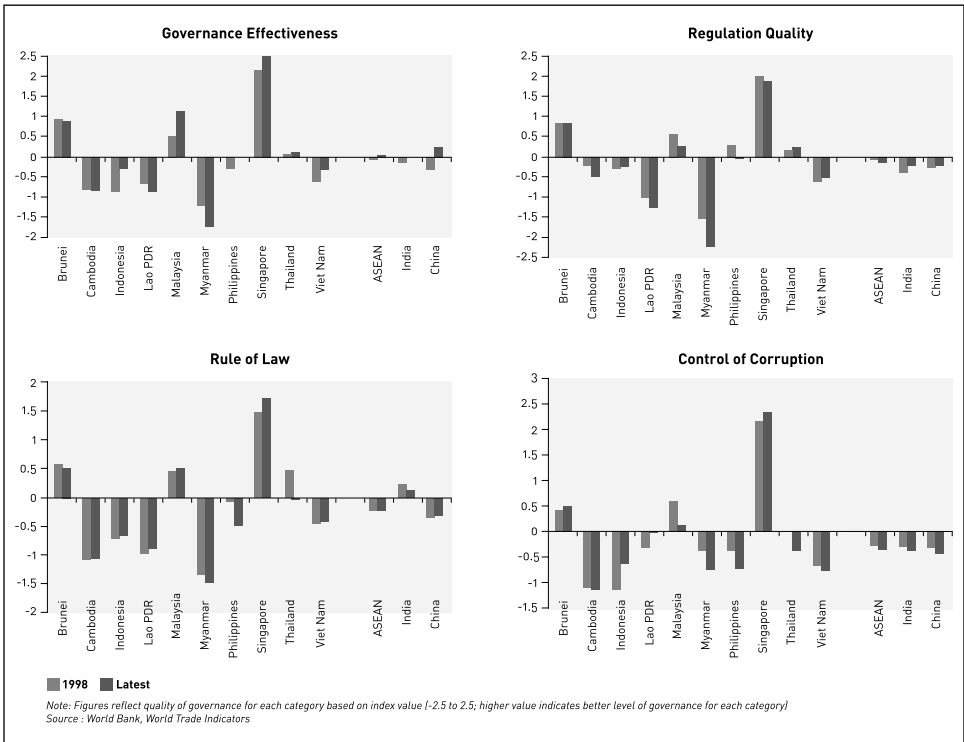 Governance Effectiveness
2.5
2
1.5
1
0.5
0
-0.5
-1
-1.5
-2
Brunei
Cambodia
Indonesia
Lao PDR
Malaysia
Myanmar
Philippines
Singapore
Thailand
Viet Nam
ASEAN
India
China
Regulation Quality
2.5
2
1.5
1
0.5
0
-0.5
-1
-1.5
-2
-2.5
Brunei
Cambodia
Indonesia
Lao PDR
Malaysia
Myanmar
Philippines
Singapore
Thailand
Viet Nam
ASEAN
India
China
Rule of Law
2
1.5
1
0.5
0
-0.5
-1
-1.5
-2
Brunei
Cambodia
Indonesia
Lao PDR
Malaysia
Myanmar
Philippines
Singapore
Thailand
Viet Nam
ASEAN
India
China
Control of Corruption
3
2.5
2
1.5
1
0.5
0
-0.5
-1
-1.5
Brunei
Cambodia
Indonesia
Lao PDR
Malaysia
Myanmar
Philippines
Singapore
Thailand
Viet Nam
ASEAN
India
China
1998 Latest
Note: Figures reflect quality of governance for each category based on index value (-2.5 to 2.5; higher value indicates better level of governance for each category)
Source : World Bank, World Trade Indicators